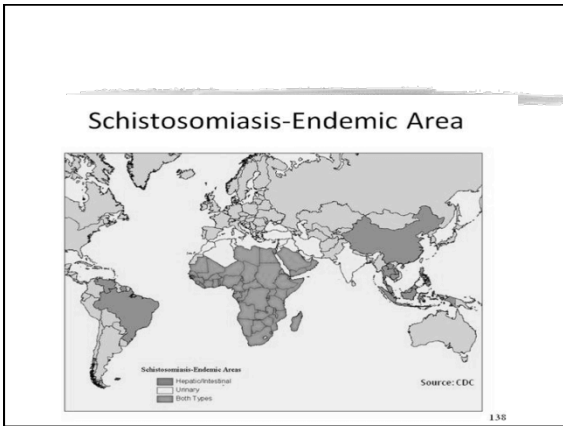 Schistosomiasis-Endemic Area
Schistosomiasis-Endemic Areas
Hepatic/Intestinal
Urinary
Both Types
Source: CDC
138